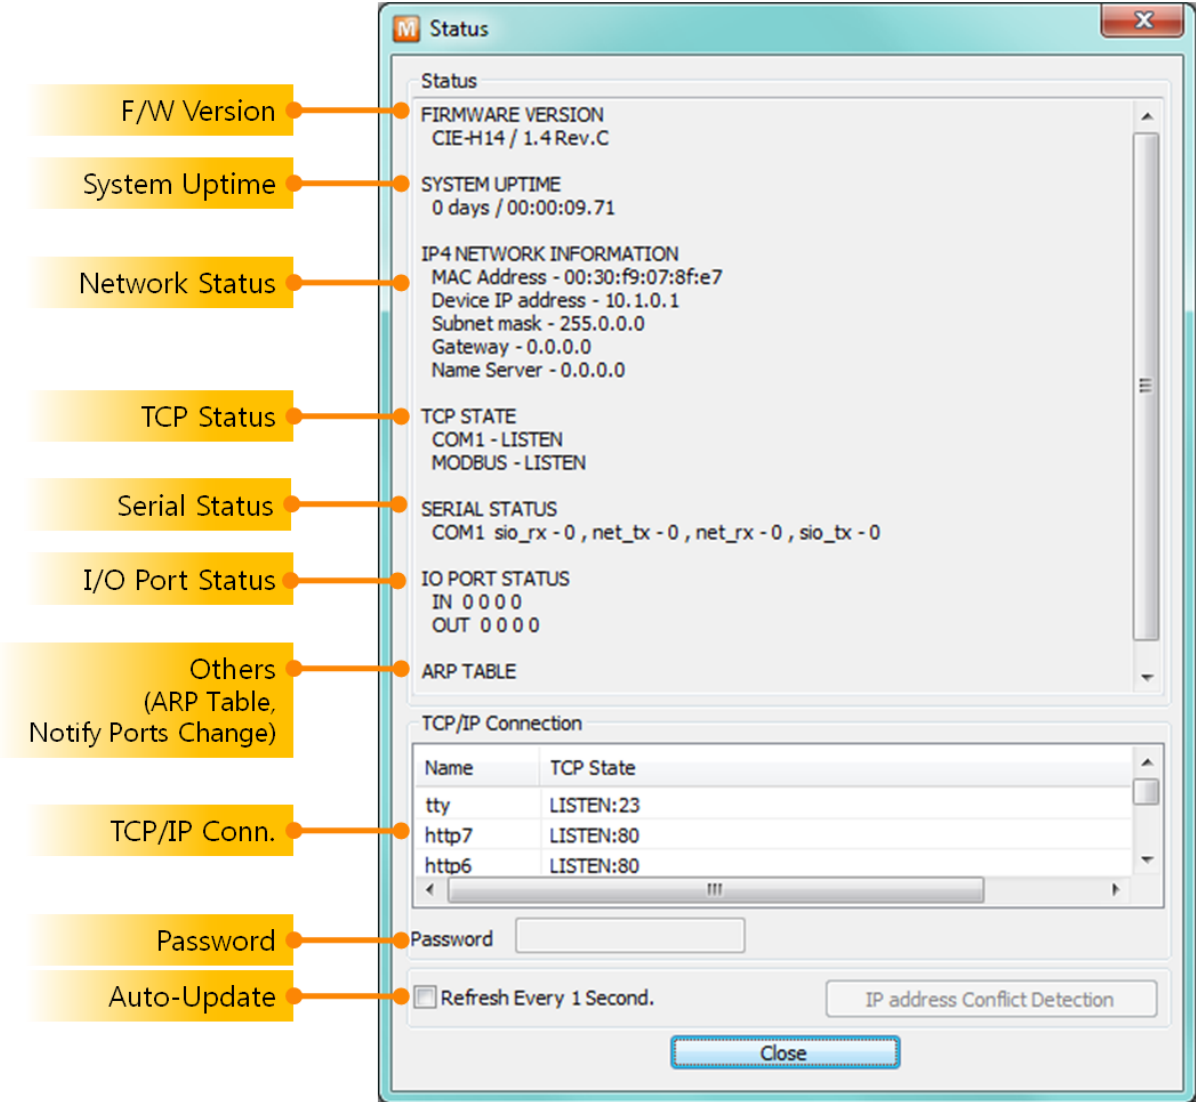 M Status
Status
F/W Version
FIRMWARE VERSION
CIE-H14 / 1.4 Rev.C
System Uptime
SYSTEM UPTIME
0 days / 00:00:09.71
Network Status
IP4 NETWORK INFORMATION
MAC Address - 00:30:f9:07:8f:e7
Device IP address - 10.1.0.1
Subnet mask - 255.0.0.0
Gateway - 0.0.0.0
Name Server - 0.0.0.0
TCP Status
TCP STATE
COM1 - LISTEN
MODBUS - LISTEN
Serial Status
SERIAL STATUS
COM1 sio_rx - 0 , net_tx - 0 , net_rx - 0 , sio_tx - 0
I/O Port Status
IO PORT STATUS
IN 0 0 0 0
OUT 0 0 0 0
Others
(ARP Table,
Notify Ports Change)
ARP TABLE
TCP/IP Connection
Name TCP State
tty LISTEN:23
TCP/IP Conn.
http7 LISTEN:80
http6 LISTEN:80
Password
Password
Auto-Update
Refresh Every 1 Second.
IP address Conflict Detection
Close